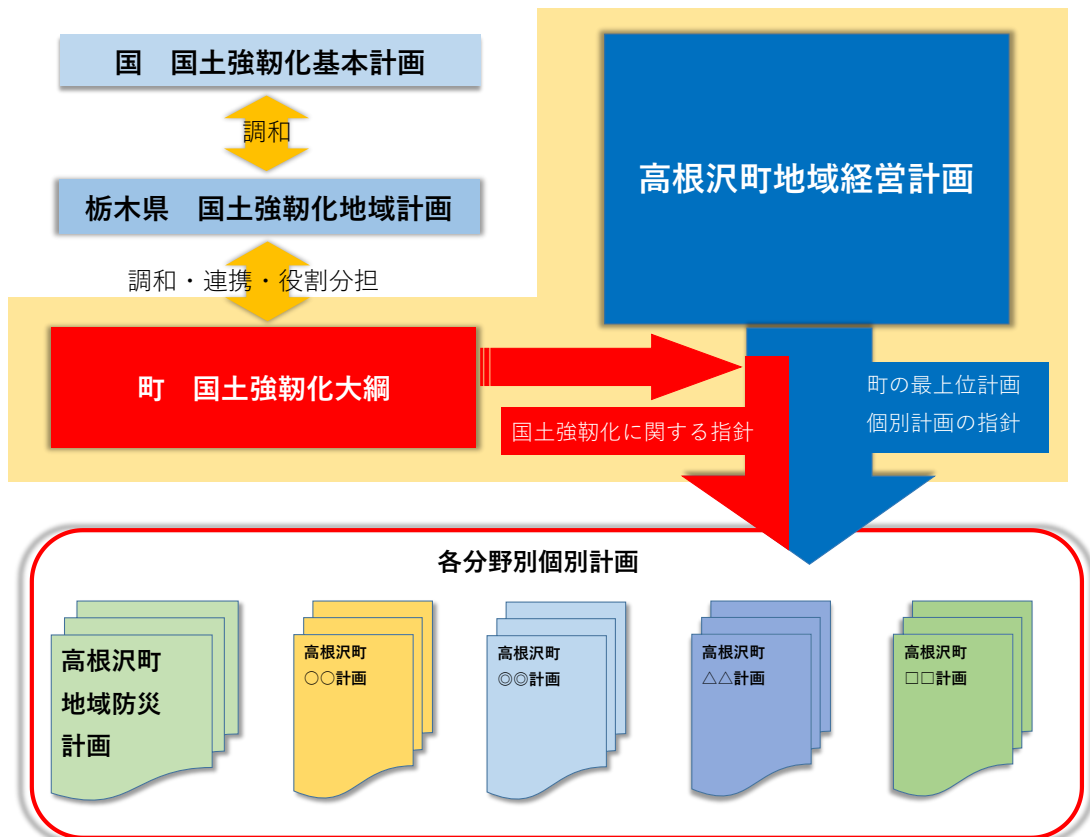 国　国土強靭化基本計画
調和
栃木県　国土強靭化地域計画
調和・連携・役割分担
町　国土強靭化大綱
高根沢町地域経営計画
国土強靭化に関する指針
町の最上位計画
個別計画の指針
各分野別個別計画
高根沢町
地域防災
計画
高根沢町
○○計画
高根沢町
◎◎計画
高根沢町
△△計画
高根沢町
□□計画